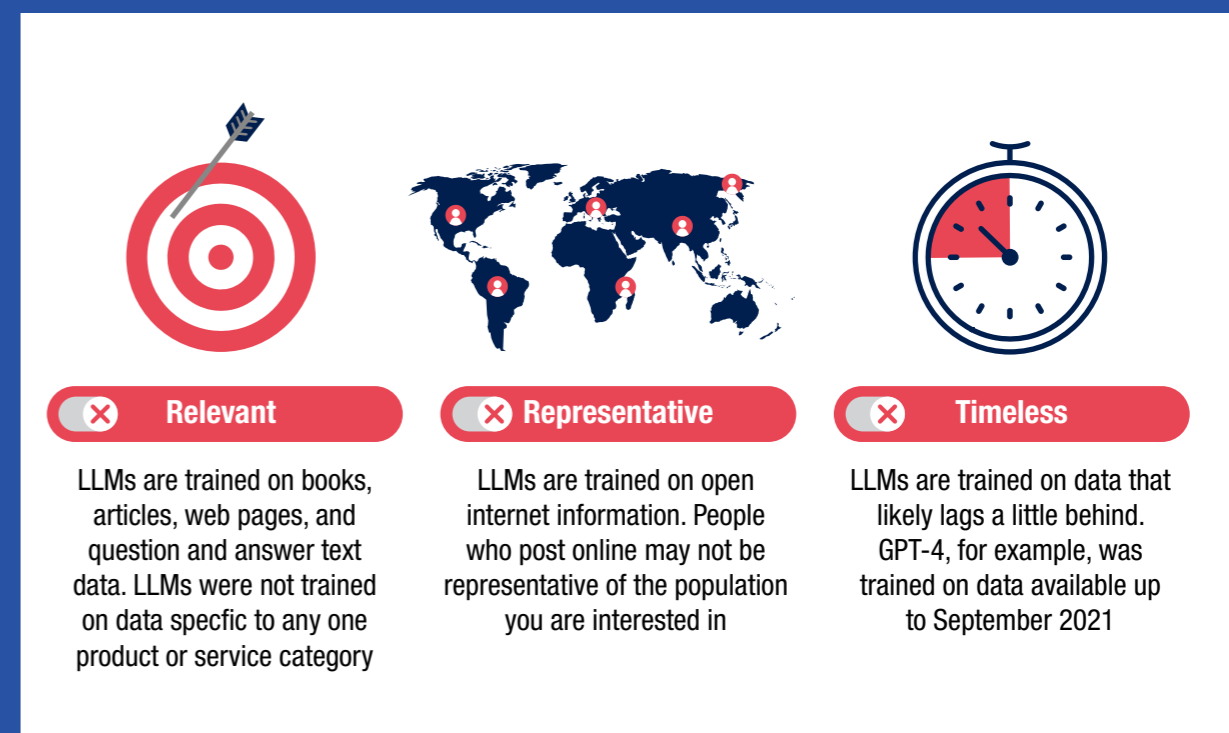 Relevant
LLMs are trained on books,
articles, web pages, and
question and answer text
data. LLMs were not trained
on data specfic to any one
product or service category
Representative
LLMs are trained on open
internet information. People
who post online may not be
representative of the population
you are interested in
Timeless
LLMs are trained on data that
likely lags a little behind.
GPT-4, for example, was
trained on data available up
to September 2021